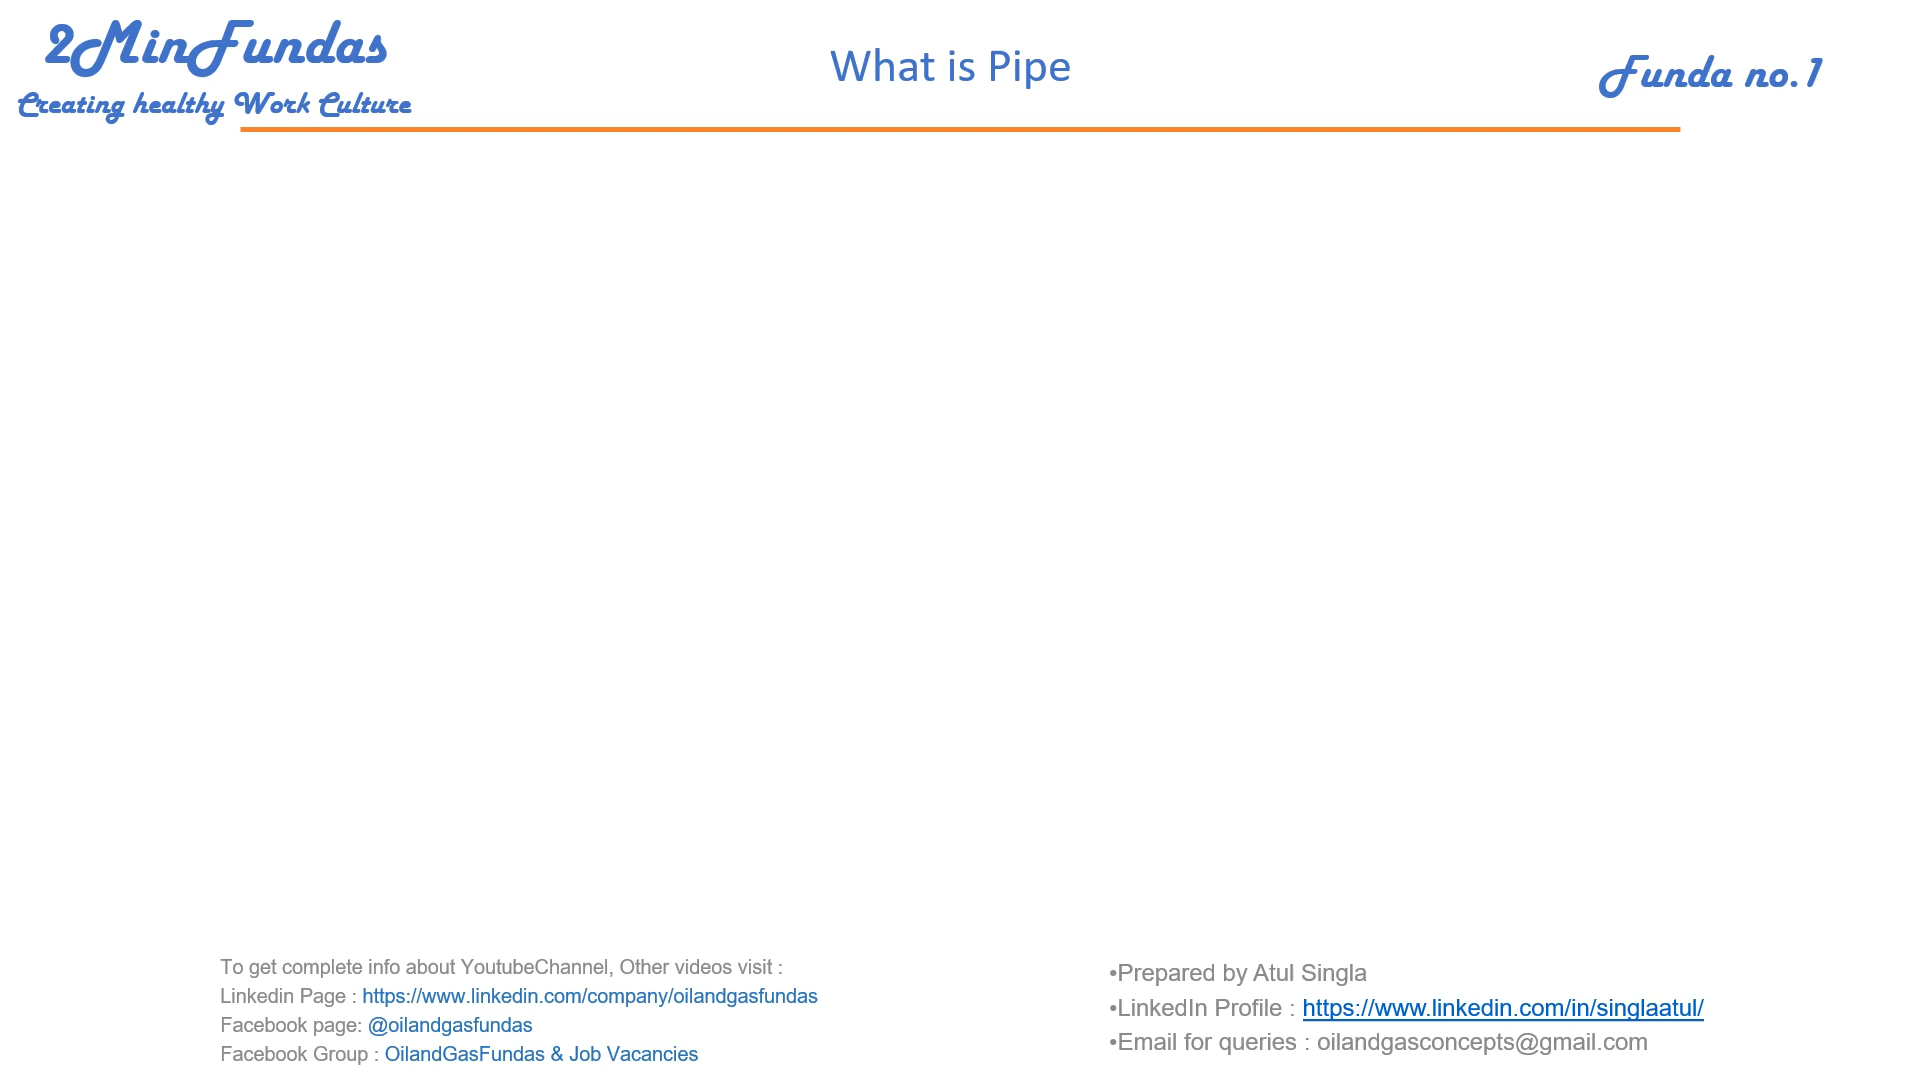 2MinFundas
Creating healthy Work Culture
What is Pipe
Funda no.1
To get complete info about YoutubeChannel, Other videos visit :
Linkedin Page : https://www.linkedin.com/company/oilandgasfundas
Facebook page: @oilandgasfundas
Facebook Group : OilandGasFundas & Job Vacancies
•Prepared by Atul Singla
•LinkedIn Profile : https://www.linkedin.com/in/singlaatul/
•Email for queries : oilandgasconcepts@gmail.com